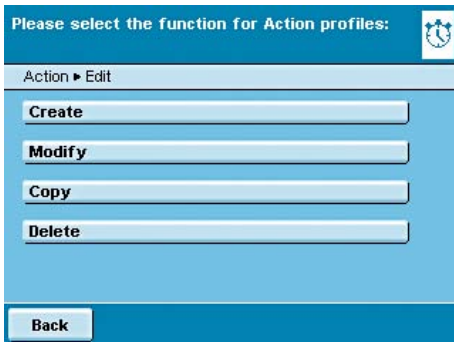 Please select the function for Action profiles:
Action ▸ Edit
Create
Modify
Copy
Delete
Back